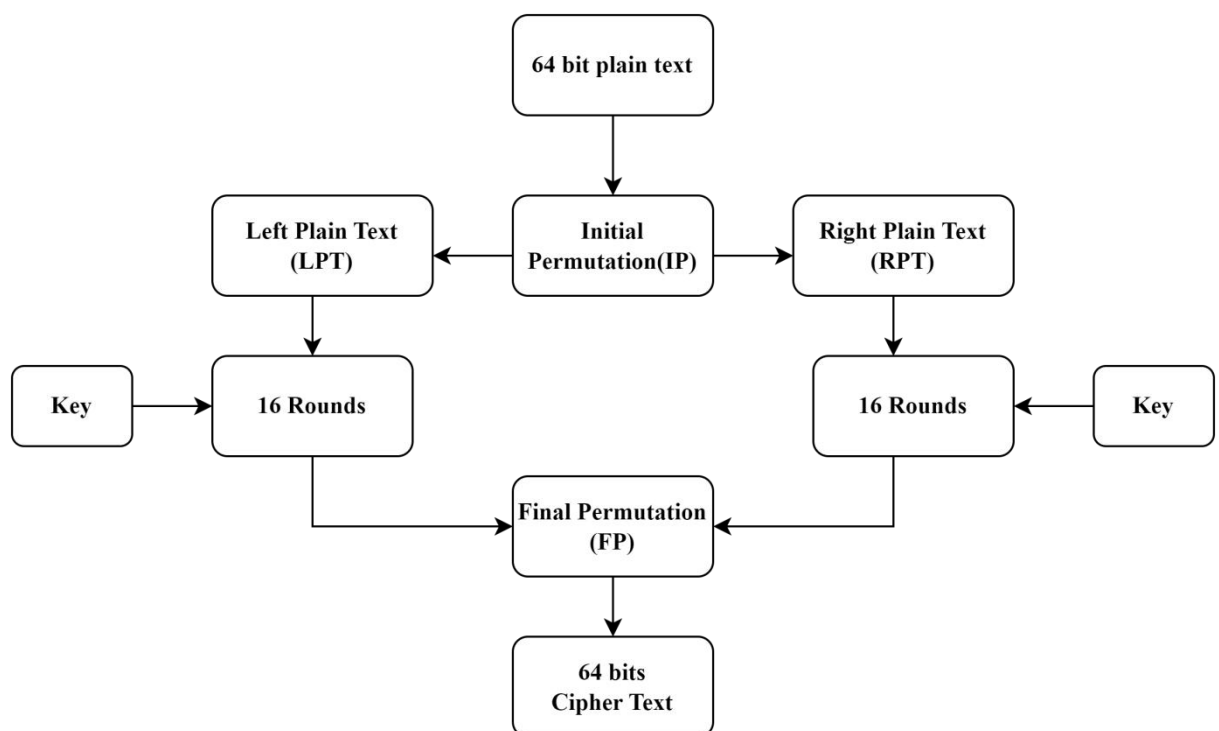 64 bit plain text
Left Plain Text
(LPT)
Initial
Permutation(IP)
Right Plain Text
(RPT)
Key
16 Rounds
16 Rounds
Key
Final Permutation
(FP)
64 bits
Cipher Text